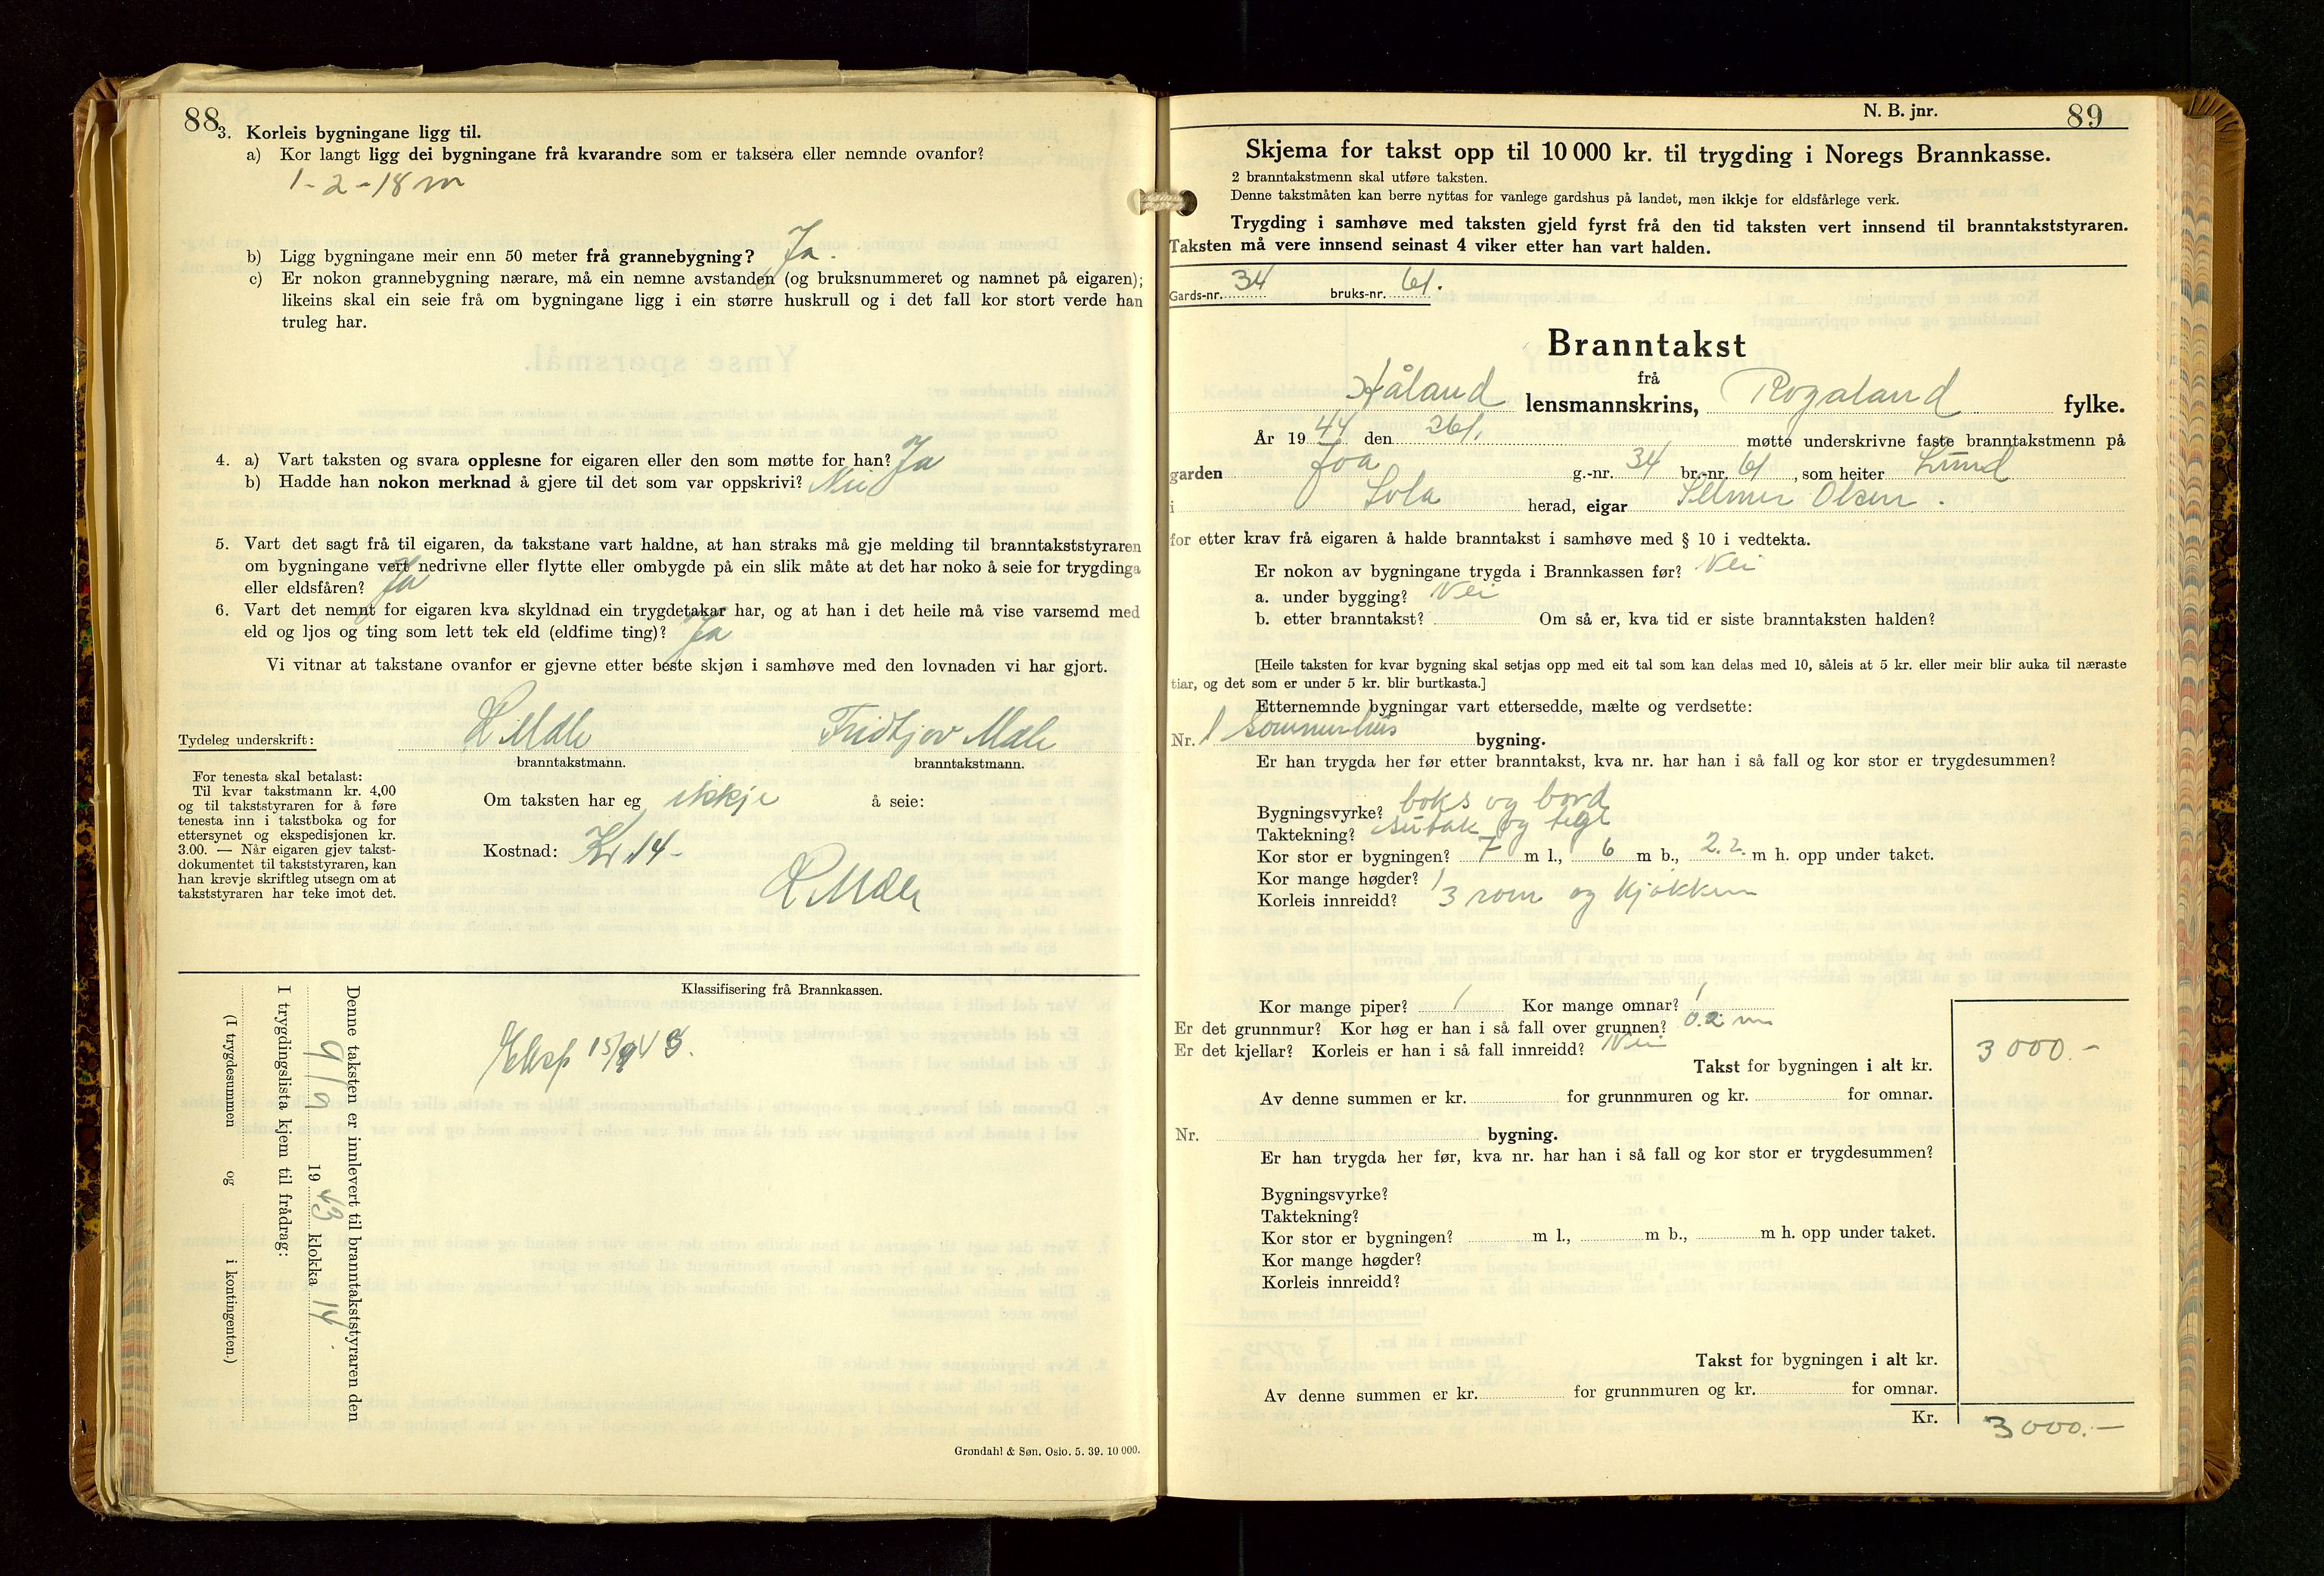 88
3. Korleis bygningane ligg til.
a) Kor langt ligg dei bygningane frå kvarandre som er taksera eller nemnde ovanfor?
1-2-18 m
b) Ligg bygningane meir enn 50 meter frå grannebygning? Ja.
c) Er nokon grannebygning nærare, må ein nemne avstanden (og bruksnummeret og namnet på eigaren);
likeins skal ein seie frå om bygningane ligg i ein større huskrull og i det fall kor stort verde han
truleg har.
4. a) Vart taksten og svara opplesne for eigaren eller den som møtte for han? Ja
b) Hadde han nokon merknad å gjere til det som var oppskrivi? Nei
5. Vart det sagt frå til eigaren, da takstane vart haldne, at han straks må gje melding til branntakststyraren
om bygningane vert nedrivne eller flytte eller ombygde på ein slik måte at det har noko å seie for trygdinga
eller eldsfåren? Ja
6. Vart det nemnt for eigaren kva skyldnad ein trygdetakar har, og at han i det heile må vise varsemd med
eld og ljos og ting som lett tek eld (eldfime ting)? Ja
Vi vitnar at takstane ovanfor er gjevne etter beste skjøn i samhøve med den lovnaden vi har gjort.
Tydeleg underskrift: Mæle Fridtjov Mæle
branntakstmann. branntakstmann.
For tenesta skal betalast:
Til kvar takstmann kr. 4,00
og til takststyraren for å føre
tenesta inn i takstboka og for
ettersynet og ekspedisjonen kr.
3.00. — Når eigaren gjev takst-
dokumentet til takststyraren, kan
han krevje skriftleg utsegn om at
takststyraren har teke imot det.
Om taksten har eg ikkje å seie:
Kostnad: Kr. 14-
Mæle
Klassifisering frå Brannkassen.
Eksp 15/9 43.
Denne taksten er innlevert til branntakststyraren den
9/9 1943 klokka 14.
I trygdingslista kjem til frådrag:
(I trygdesummen og i kontingenten.)
Grøndahl & Søn. Oslo. 5. 39. 10 000.
N. B. jnr. 89
Skjema for takst opp til 10 000 kr. til trygding i Noregs Brannkasse.
2 branntakstmenn skal utføre taksten.
Denne takstmåten kan berre nyttas for vanlege gardshus på landet, men ikkje for eldsfårlege verk.
Trygding i samhøve med taksten gjeld fyrst frå den tid taksten vert innsend til branntakststyraren.
Taksten må vere innsend seinast 4 viker etter han vart halden.
Gards-nr. 34 bruks-nr. 61.
Branntakst
frå
Håland lensmannskrins, Rogaland fylke.
År 1944 den 26/1. møtte underskrivne faste branntakstmenn på
garden Joa g.-nr. 34 br.-nr. 61, som heiter Lund
i Sola herad, eigar Selmer Olsen.
for etter krav frå eigaren å halde branntakst i samhøve med § 10 i vedtekta.
Er nokon av bygningane trygda i Brannkassen før? Nei
a. under bygging? Nei
b. etter branntakst? Om så er, kva tid er siste branntaksten halden?
[Heile taksten for kvar bygning skal setjas opp med eit tal som kan delas med 10, såleis at 5 kr. eller meir blir auka til næraste
tiar, og det som er under 5 kr. blir burtkasta.]
Etternemnde bygningar vart ettersedde, mælte og verdsette:
Nr. 1 Sommerhus bygning.
Er han trygda her før etter branntakst, kva nr. har han i så fall og kor stor er trygdesummen?
Bygningsvyrke? boks og bord
Taktekning? sutak og tegl
Kor stor er bygningen? 7 m l., 6 m b., 2.2. m h. opp under taket.
Kor mange høgder? 1
Korleis innreidd? 3 rom og kjøkken
Kor mange piper? 1 Kor mange omnar? 1
Er det grunnmur? Kor høg er han i så fall over grunnen? 0.2 m
Er det kjellar? Korleis er han i så fall innreidd? Nei
Takst for bygningen i alt kr. 3000.-
Av denne summen er kr. for grunnmuren og kr. for omnar.
Nr. bygning.
Er han trygda her før, kva nr. har han i så fall og kor stor er trygdesummen?
Bygningsvyrke?
Taktekning?
Kor stor er bygningen? m l., m b., m h. opp under taket.
Kor mange høgder?
Korleis innreidd?
Takst for bygningen i alt kr.
Av denne summen er kr. for grunnmuren og kr. for omnar.
Kr. 3000.-